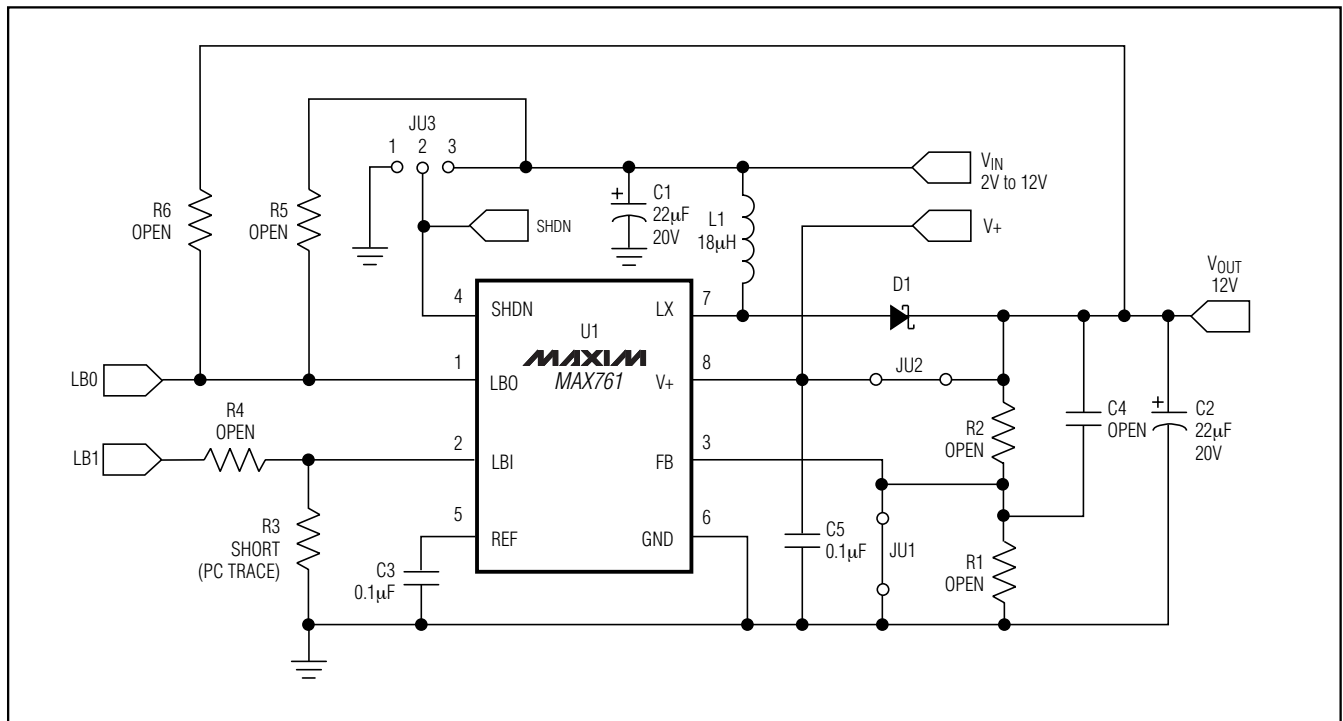 JU3
1 2 3
R6
OPEN
R5
OPEN
SHDN
+
C1
22µF
20V
L1
18µH
VIN
2V to 12V
V+
VOUT
12V
D1
4
SHDN
LX
7
U1
MAXIM
MAX761
1
LBO
V+
8
JU2
LB0
R4
OPEN
LB1
2
LBI
FB
3
R2
OPEN
C4
OPEN
+
C2
22µF
20V
R3
SHORT
(PC TRACE)
5
REF
GND
6
C3
0.1µF
C5
0.1µF
JU1
R1
OPEN